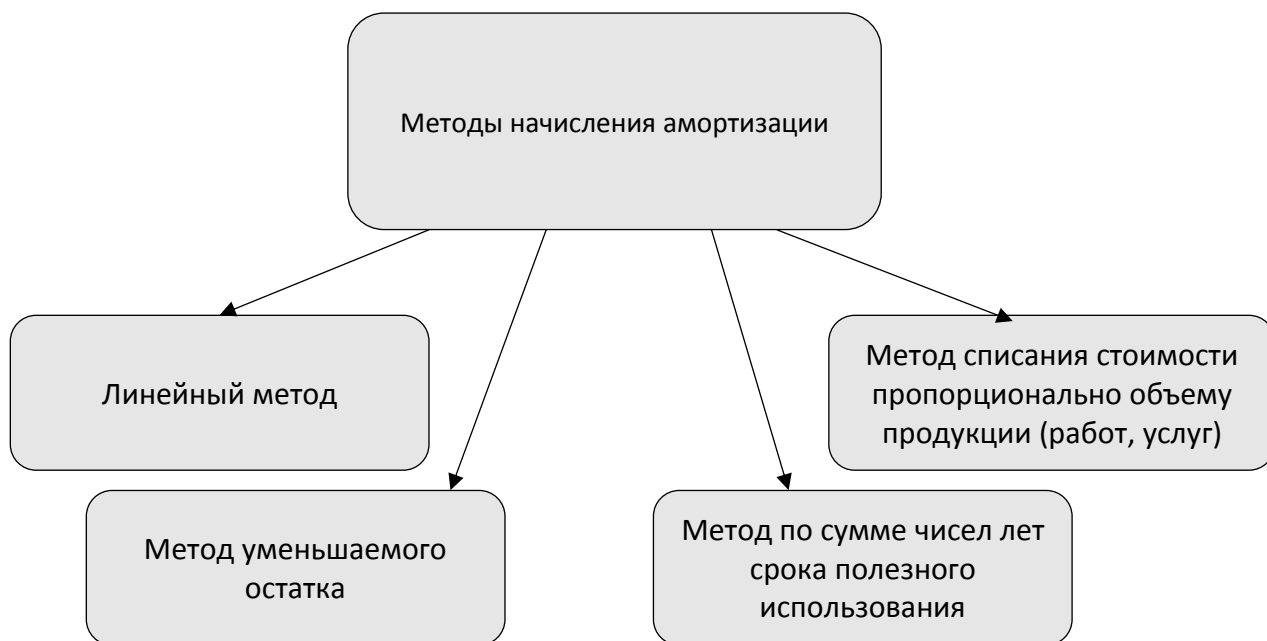 Методы начисления амортизации
Линейный метод
Метод списания стоимости
пропорционально объему
продукции (работ, услуг)
Метод уменьшаемого
остатка
Метод по сумме чисел лет
срока полезного
использования